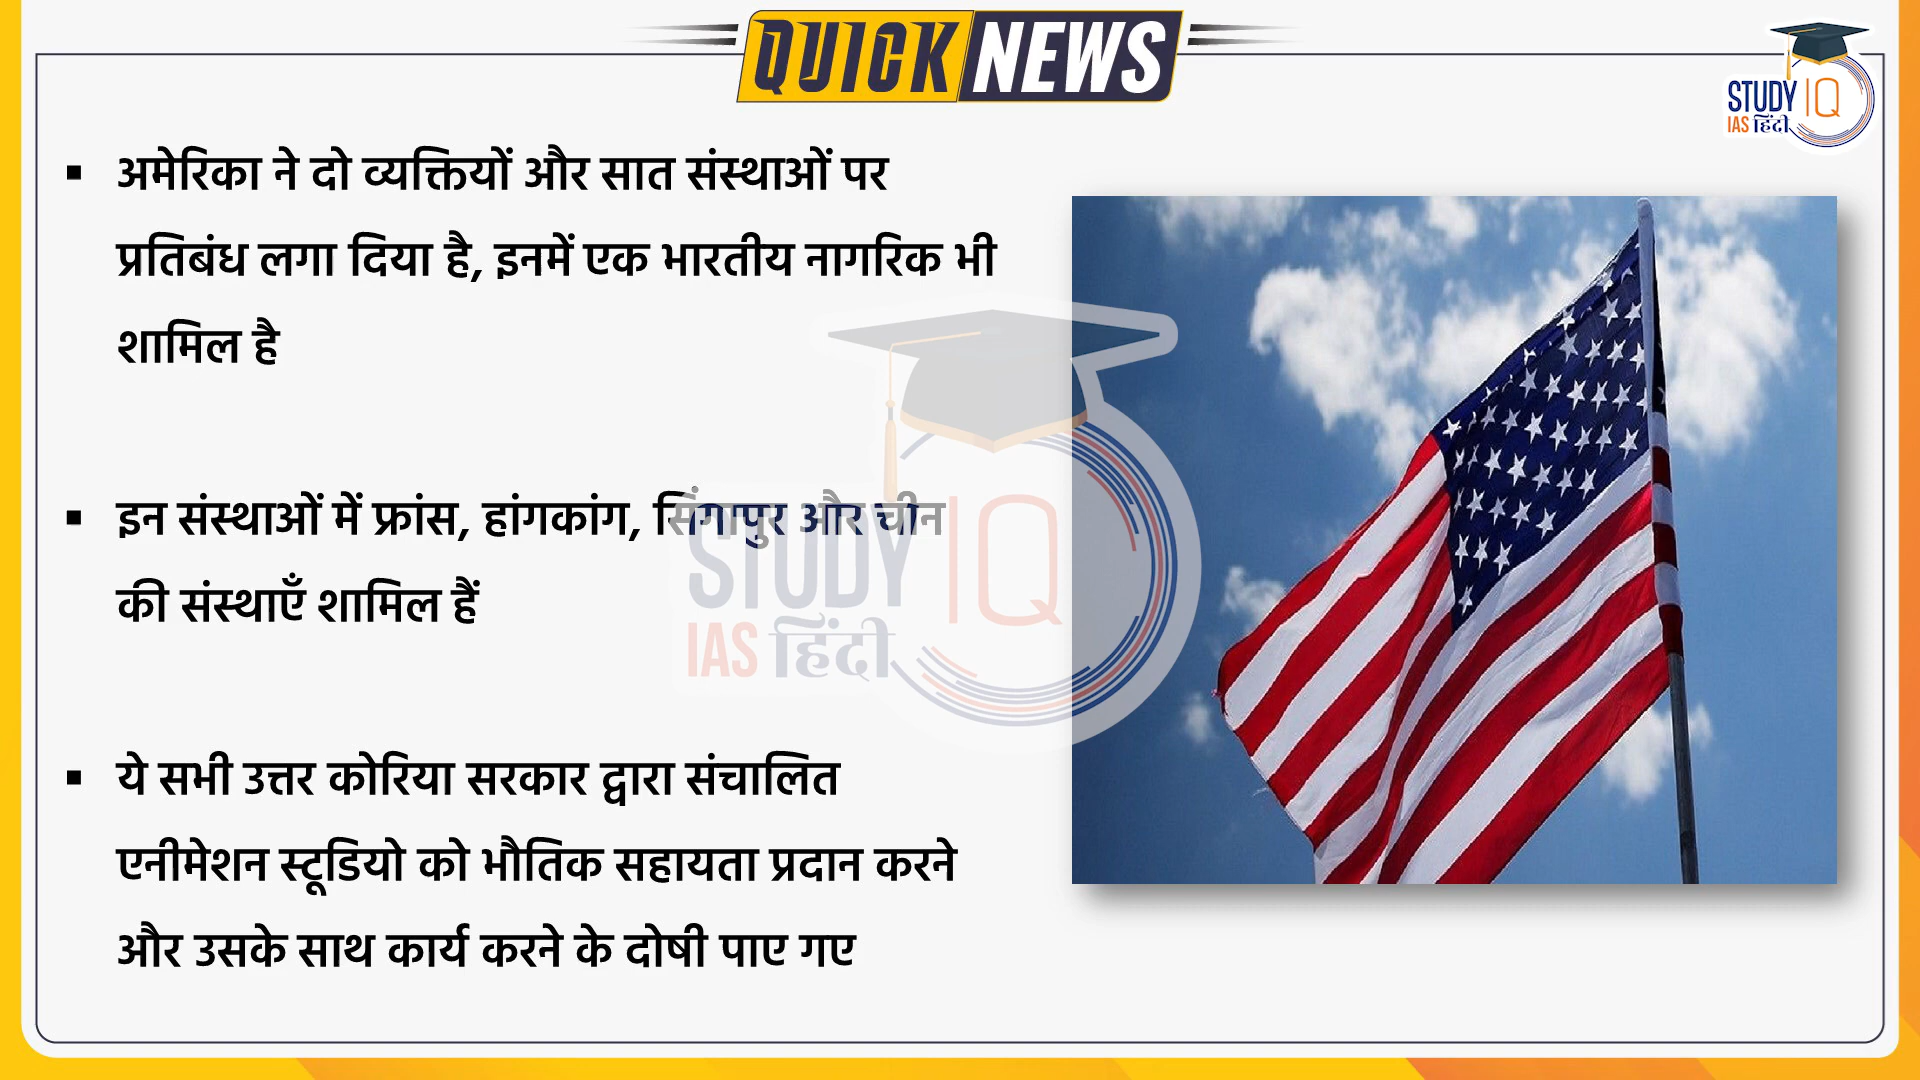 QUICK NEWS
STUDY IQ
IAS हिंदी
▪ अमेरिका ने दो व्यक्तियों और सात संस्थाओं पर
प्रतिबंध लगा दिया है, इनमें एक भारतीय नागरिक भी
शामिल है
▪ इन संस्थाओं में फ्रांस, हांगकांग, सिंगापुर और चीन
की संस्थाएँ शामिल हैं
▪ ये सभी उत्तर कोरिया सरकार द्वारा संचालित
एनीमेशन स्टूडियो को भौतिक सहायता प्रदान करने
और उसके साथ कार्य करने के दोषी पाए गए
STUDY IQ
IAS हिंदी